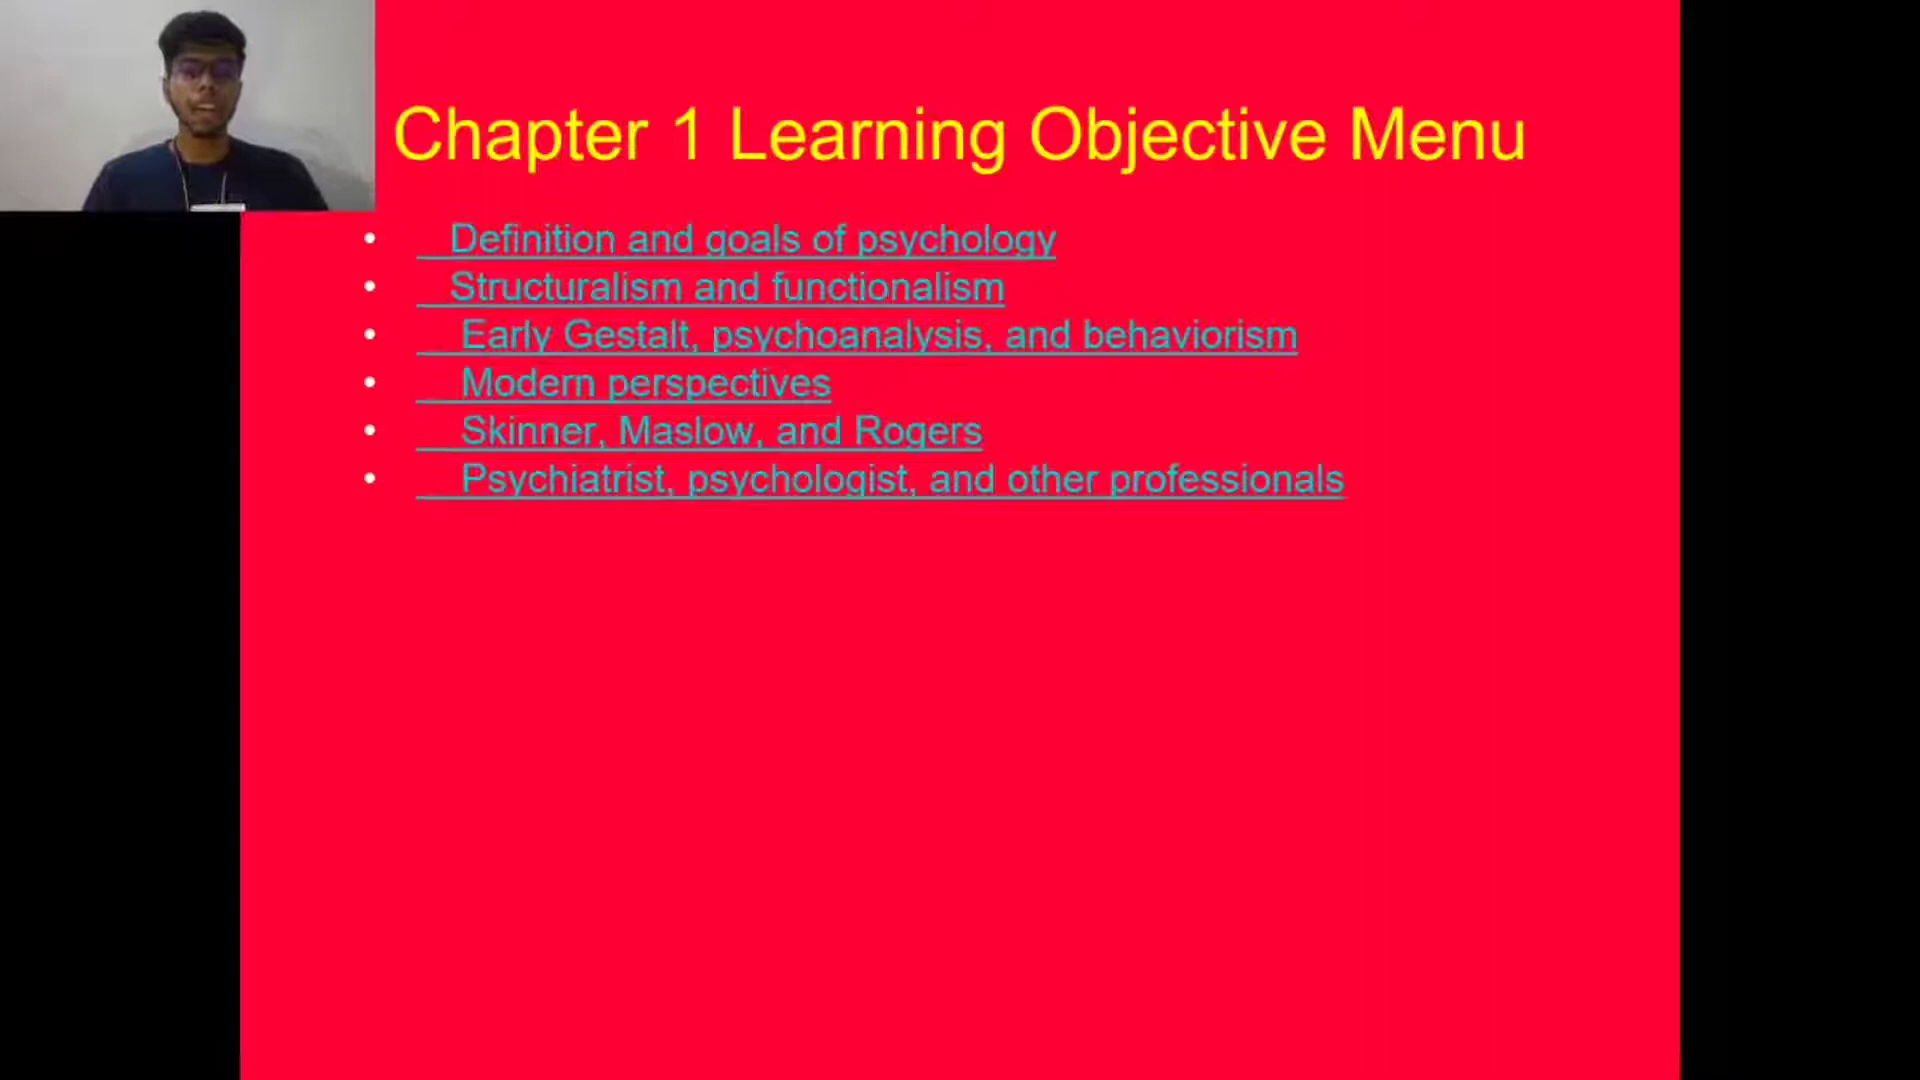 Chapter 1 Learning Objective Menu
• Definition and goals of psychology
• Structuralism and functionalism
• Early Gestalt, psychoanalysis, and behaviorism
• Modern perspectives
• Skinner, Maslow, and Rogers
• Psychiatrist, psychologist, and other professionals